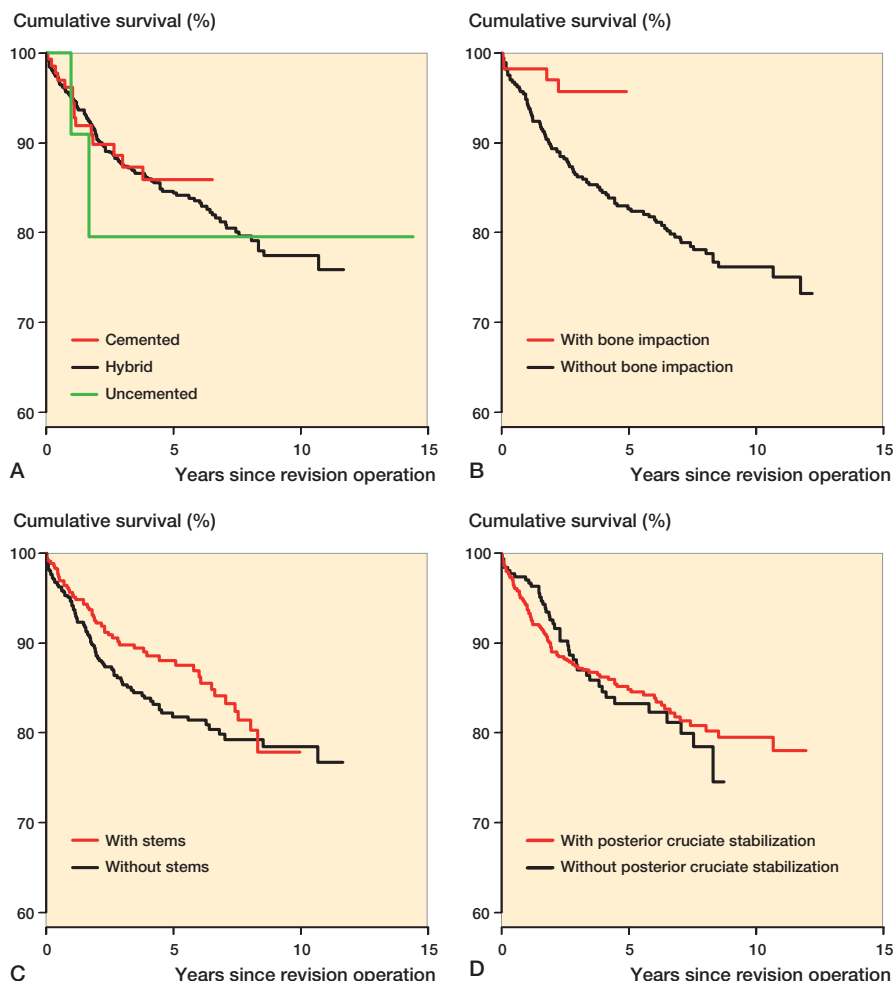 Cumulative survival (%)
100
90
80
70
60
Cemented
Hybrid
Uncemented
0
5
10
15
A
Years since revision operation
Cumulative survival (%)
100
90
80
70
60
With bone impaction
Without bone impaction
0
5
10
15
B
Years since revision operation
Cumulative survival (%)
100
90
80
70
60
With stems
Without stems
0
5
10
15
C
Years since revision operation
Cumulative survival (%)
100
90
80
70
60
With posterior cruciate stabilization
Without posterior cruciate stabilization
0
5
10
15
D
Years since revision operation